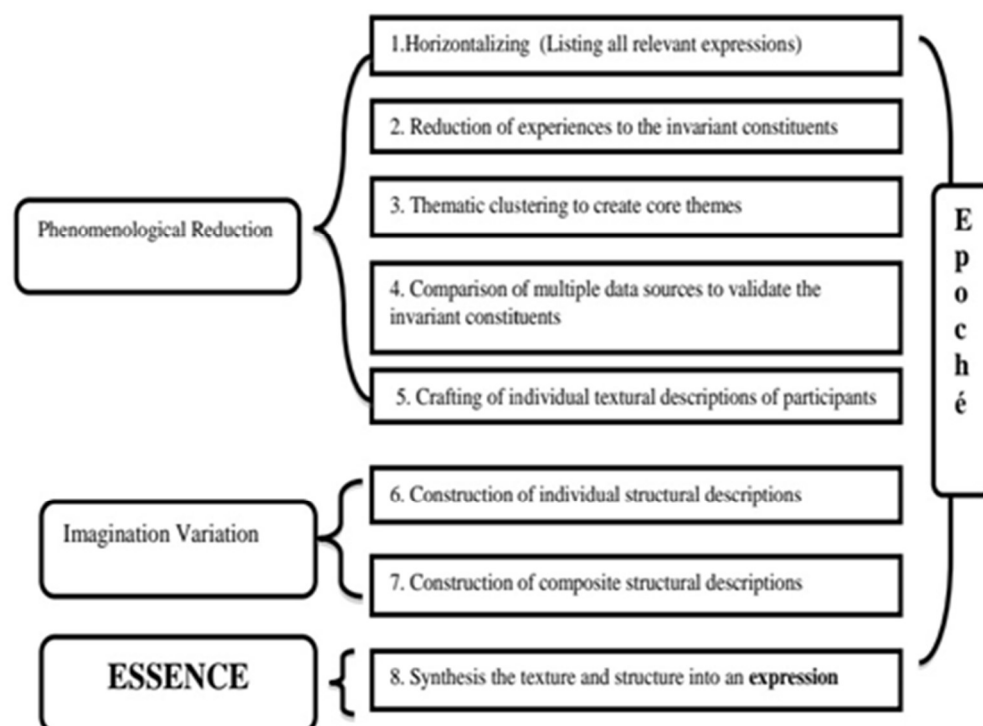 1.Horizontalizing (Listing all relevant expressions)
2. Reduction of experiences to the invariant constituents
3. Thematic clustering to create core themes
Phenomenological Reduction
4. Comparison of multiple data sources to validate the
invariant constituents
5. Crafting of individual textural descriptions of participants
6. Construction of individual structural descriptions
Imagination Variation
7. Construction of composite structural descriptions
ESSENCE
8. Synthesis the texture and structure into an expression
E
p
o
c
h
é